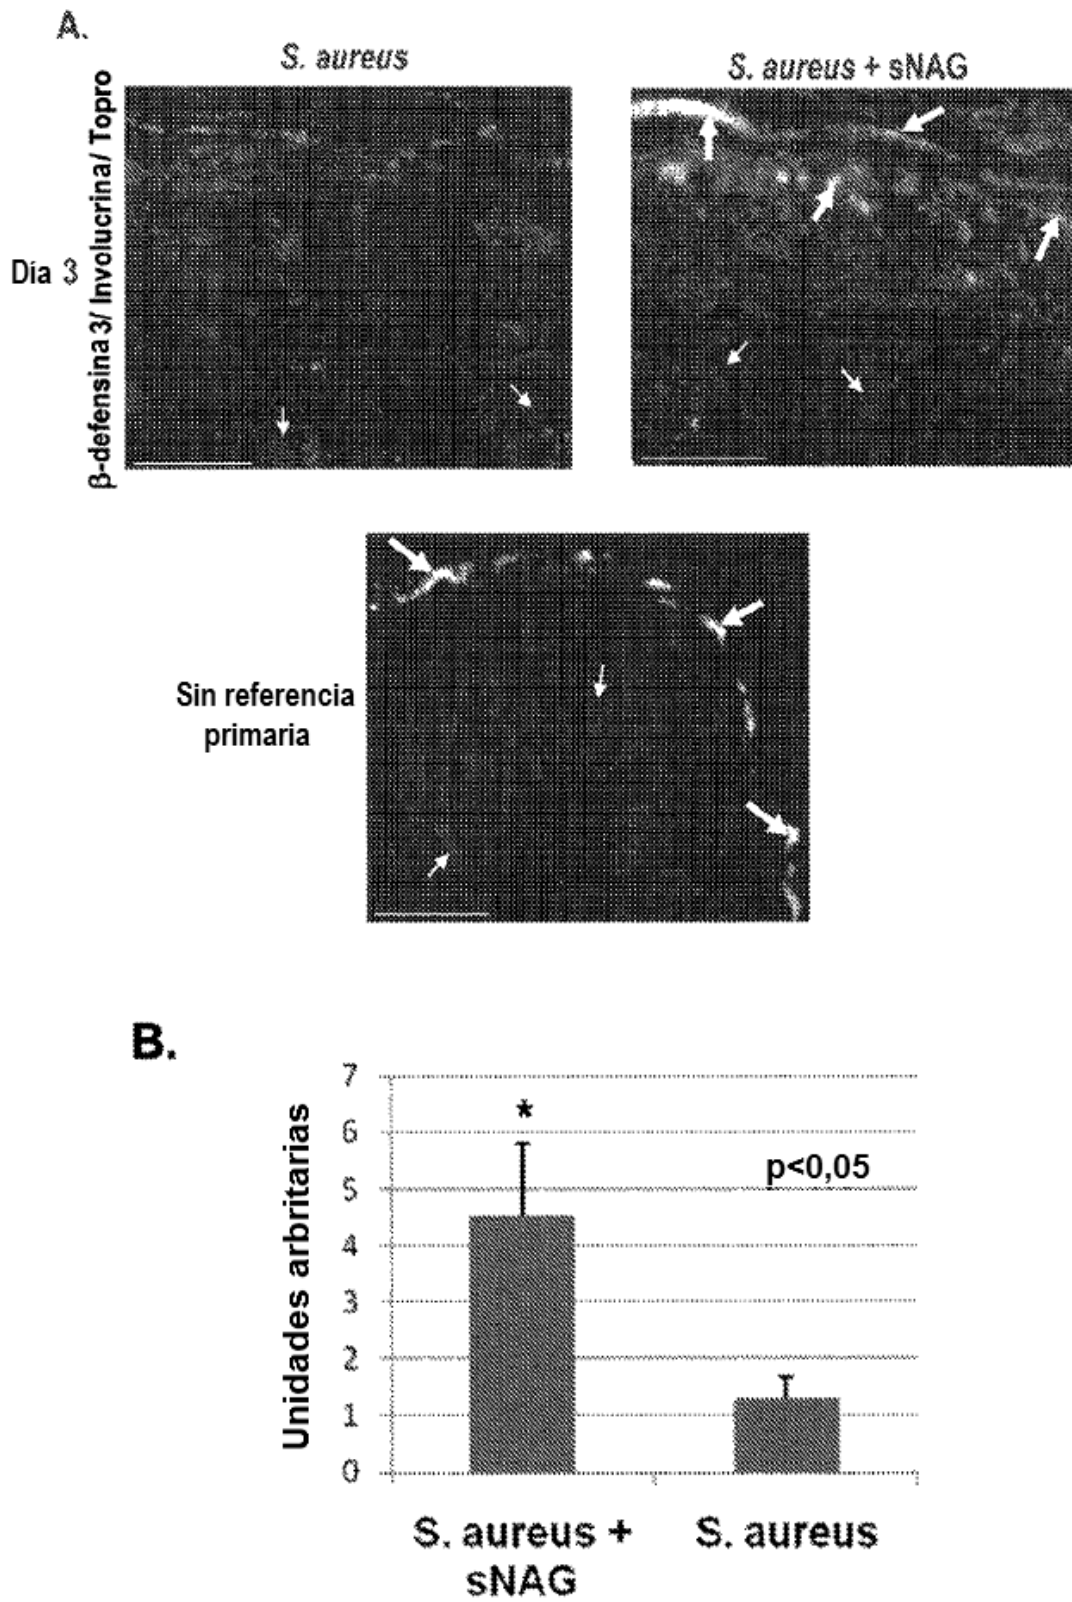 A.
S. aureus
S. aureus + sNAG
β-defensina 3/ Involucrina/ Topro
Día 3
Sin referencia
primaria
B.
Unidades arbritarias
7
6
5
4
3
2
1
0
*
p<0,05
S. aureus +
sNAG
S. aureus